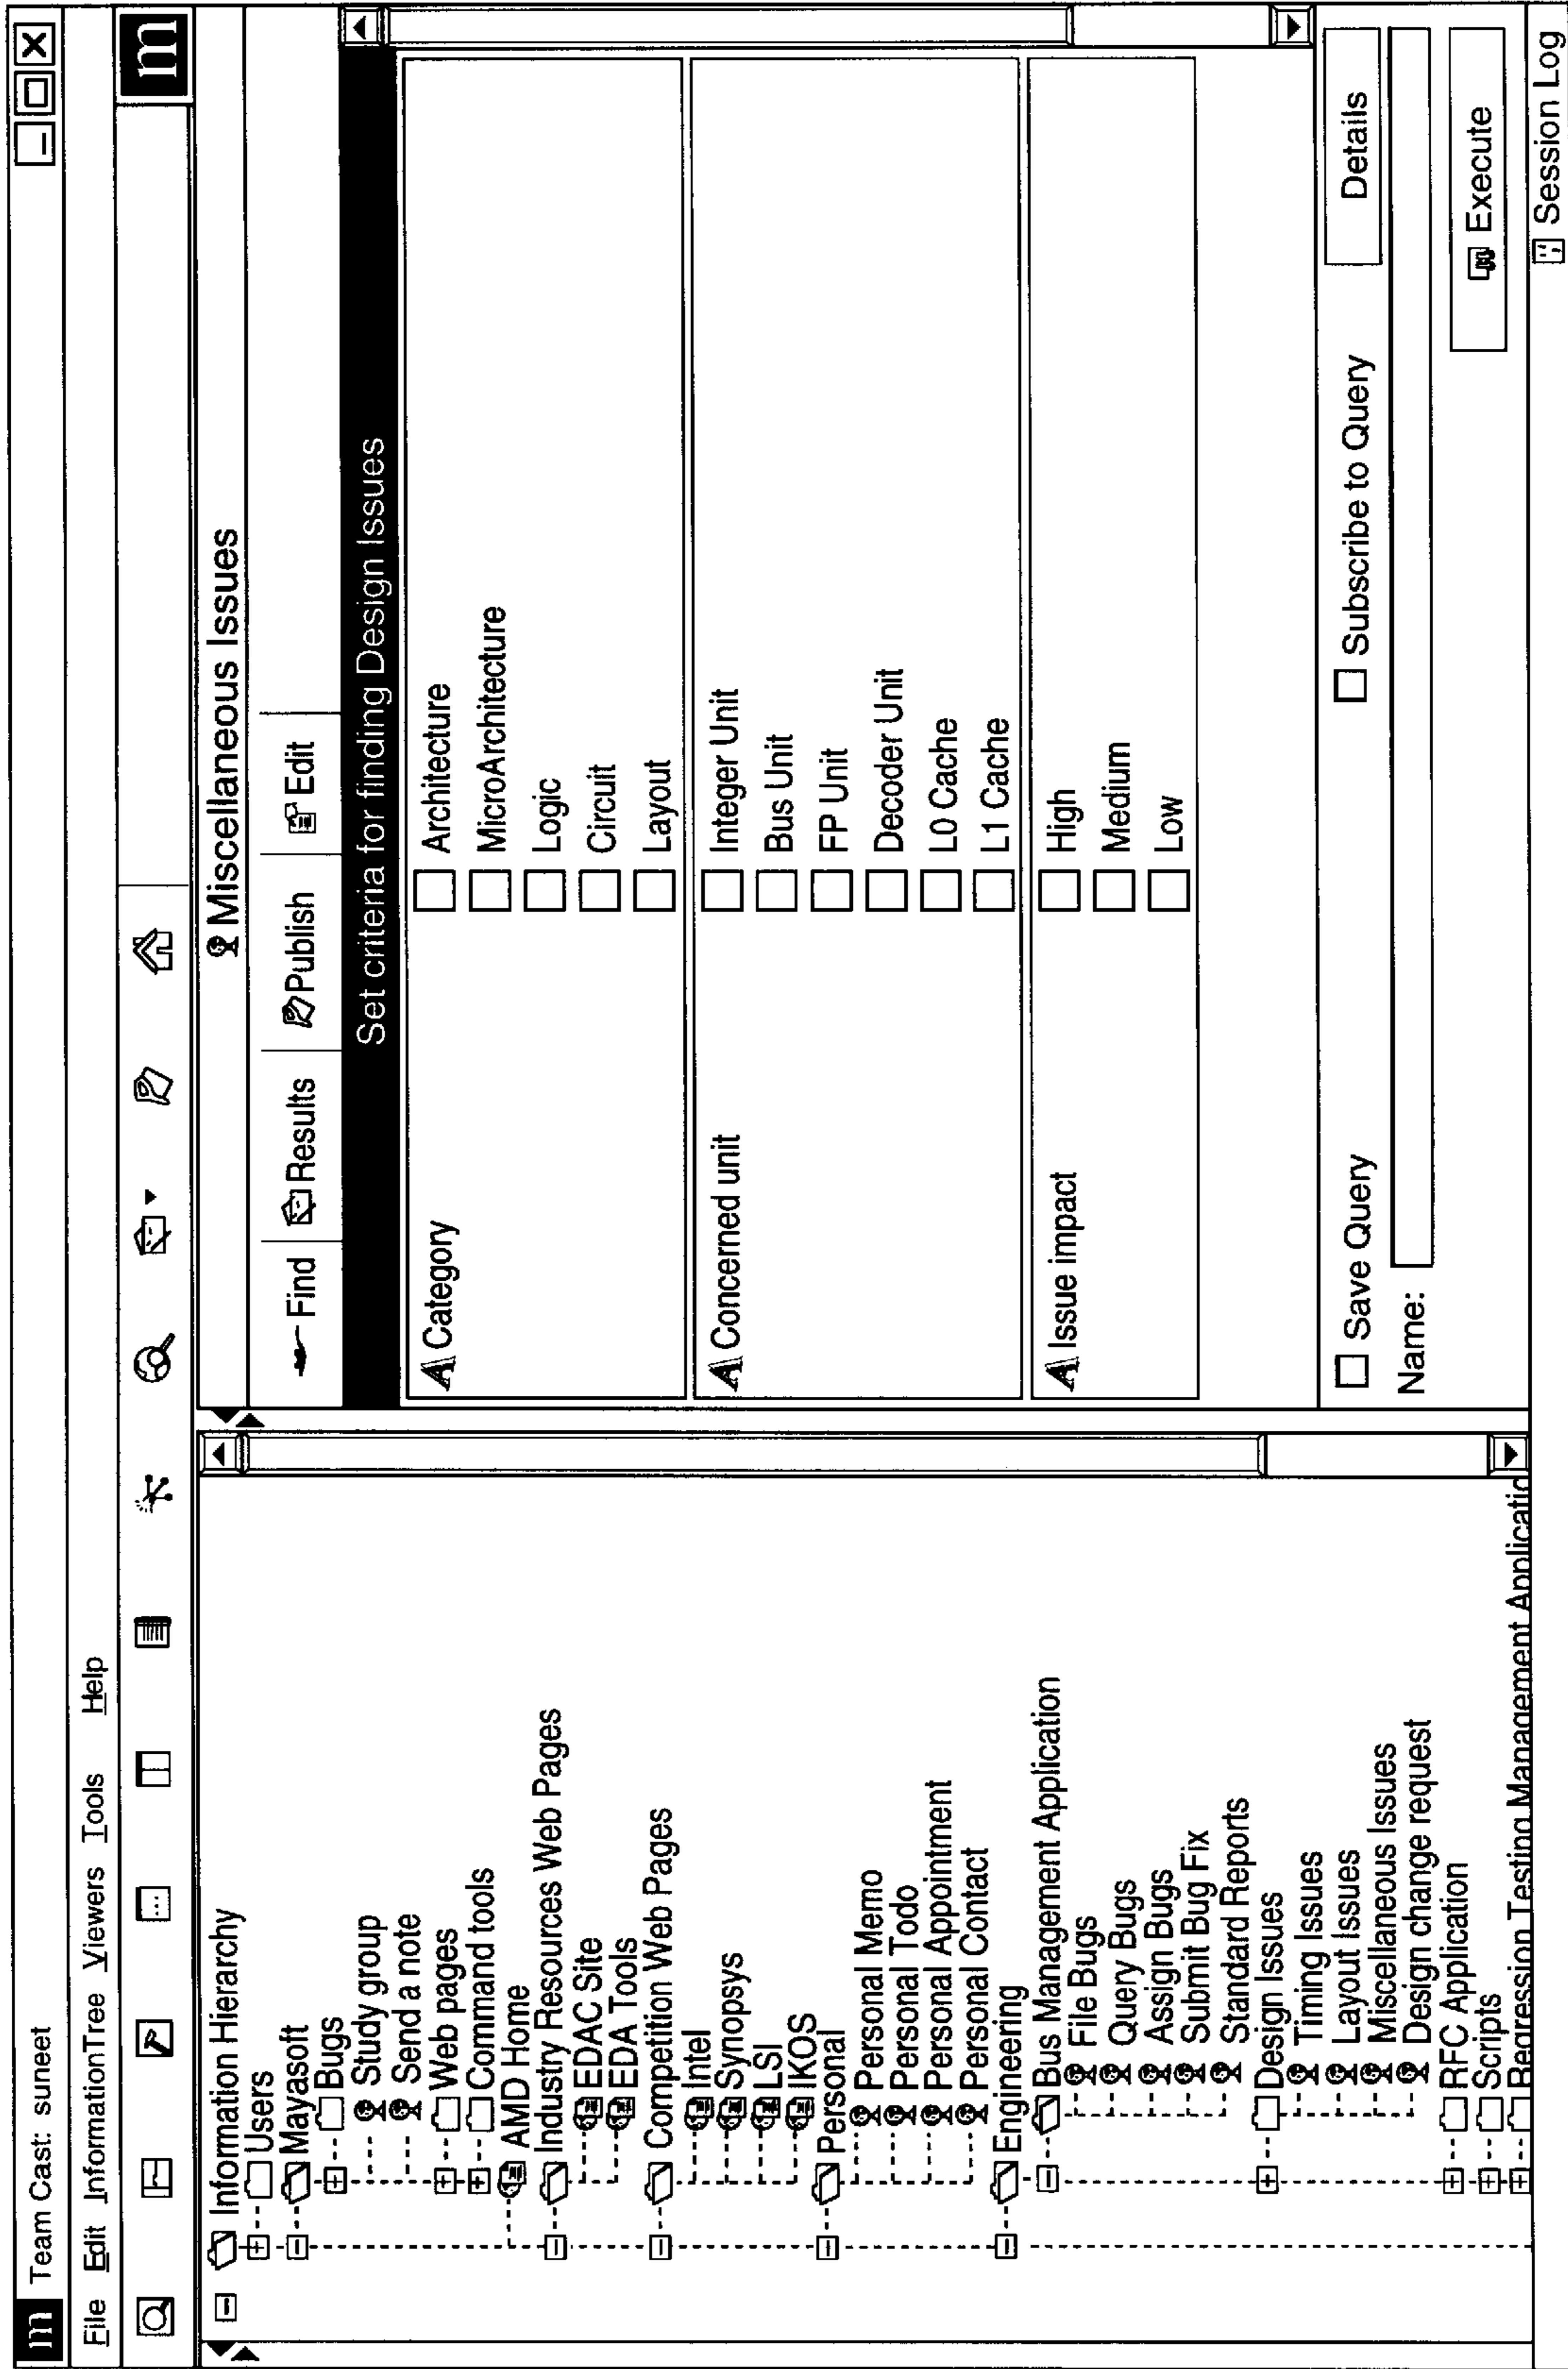 m Team Cast: suneet
File Edit InformationTree Viewers Tools Help
m
Information Hierarchy
Users
Mayasoft
Bugs
Study group
Send a note
Web pages
Command tools
AMD Home
Industry Resources Web Pages
EDAC Site
EDA Tools
Competition Web Pages
Intel
Synopsys
LSI
IKOS
Personal
Personal Memo
Personal Todo
Personal Appointment
Personal Contact
Engineering
Bus Management Application
File Bugs
Query Bugs
Assign Bugs
Submit Bug Fix
Standard Reports
Design Issues
Timing Issues
Layout Issues
Miscellaneous Issues
Design change request
RFC Application
Scripts
Regression Testing Management Applicatio
Miscellaneous Issues
Find Results Publish Edit
Set criteria for finding Design Issues
A Category
Architecture
MicroArchitecture
Logic
Circuit
Layout
A Concerned unit
Integer Unit
Bus Unit
FP Unit
Decoder Unit
L0 Cache
L1 Cache
A Issue impact
High
Medium
Low
Save Query Subscribe to Query Details
Name:
Execute
Session Log